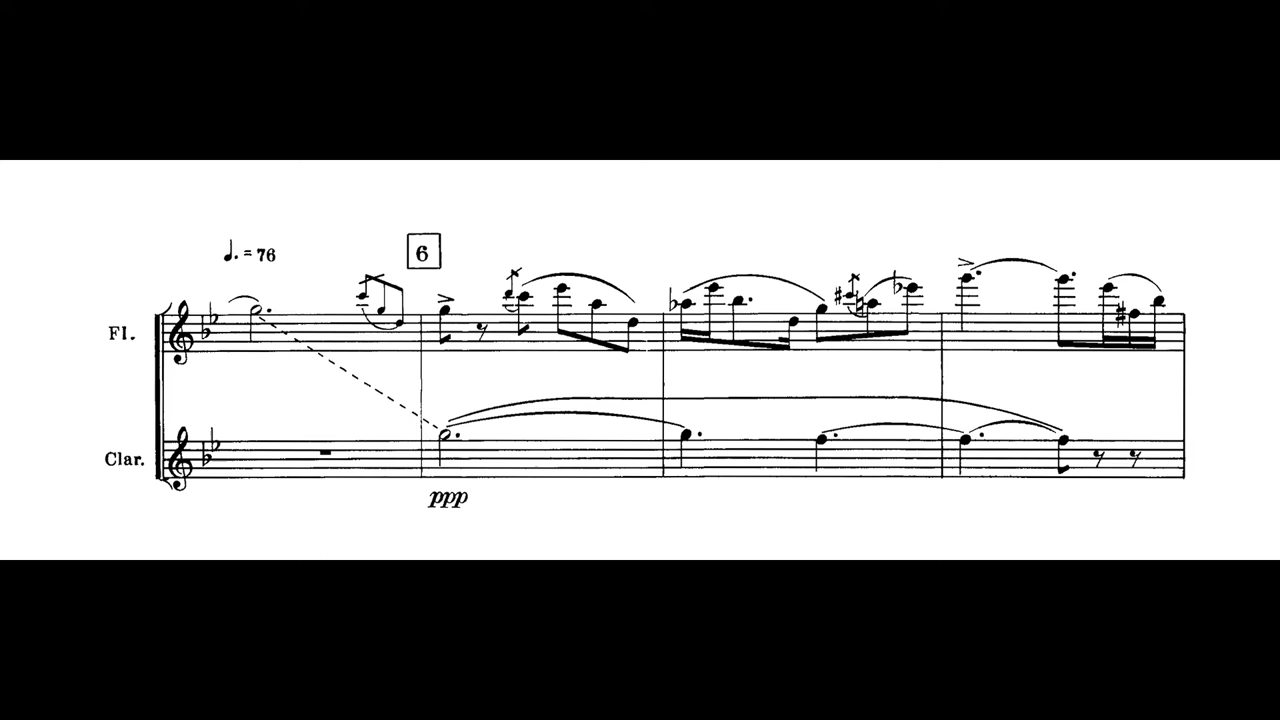 ♩. = 76
6
Fl.
Clar.
ppp